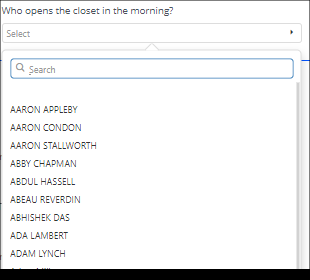 Who opens the closet in the morning?
Select
Search
AARON APPLEBY
AARON CONDON
AARON STALLWORTH
ABBY CHAPMAN
ABDUL HASSELL
ABEAU REVERDIN
ABHISHEK DAS
ADA LAMBERT
ADAM LYNCH